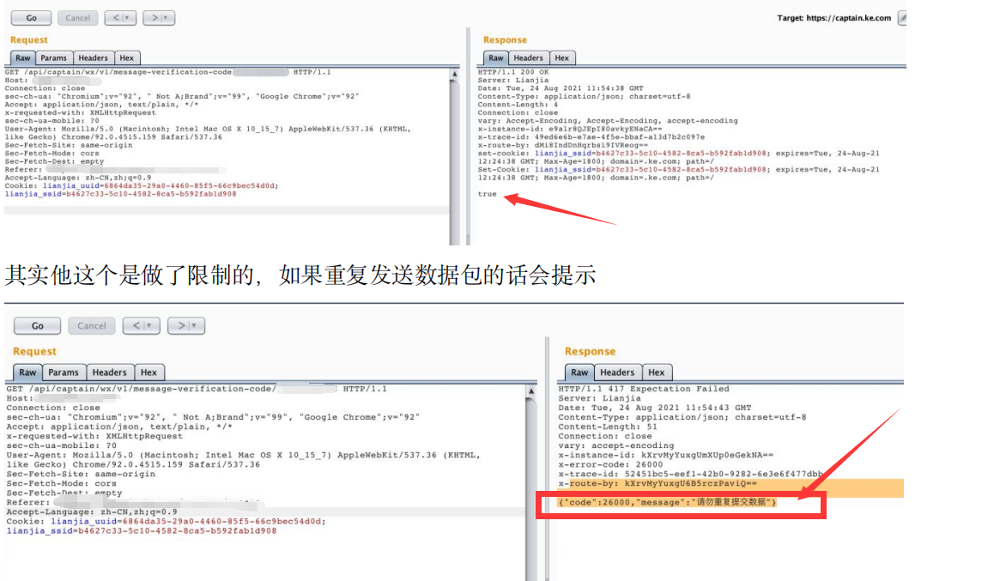 Go Cancel < > Target: https://captain.ke.com
Request
Raw Params Headers Hex
GET /api/captain/wx/v1/message-verification-code/ HTTP/1.1
Host:
Connection: close
sec-ch-ua: "Chromium";v="92", " Not A;Brand";v="99", "Google Chrome";v="92"
Accept: application/json, text/plain, */*
x-requested-with: XMLHttpRequest
sec-ch-ua-mobile: ?0
User-Agent: Mozilla/5.0 (Macintosh; Intel Mac OS X 10_15_7) AppleWebKit/537.36 (KHTML,
like Gecko) Chrome/92.0.4515.159 Safari/537.36
Sec-Fetch-Site: same-origin
Sec-Fetch-Mode: cors
Sec-Fetch-Dest: empty
Referer:
Accept-Language: zh-CN,zh;q=0.9
Cookie: lianjia_uuid=6864da35-29a0-4460-85f5-66c9bec54d0d;
lianjia_ssid=b4627c33-5c10-4582-8ca5-b592fab1d908
Response
Raw Headers Hex
HTTP/1.1 200 OK
Server: Lianjia
Date: Tue, 24 Aug 2021 11:54:38 GMT
Content-Type: application/json; charset=utf-8
Content-Length: 4
Connection: close
vary: Accept-Encoding, Accept-Encoding, accept-encoding
x-instance-id: e9alr8QJEpI80avkyENaCA==
x-trace-id: 49ed6e6b-e7ae-4f5e-bbaf-a13d7b2c097e
x-route-by: dMi8IndDnHqrbsi9IVReog==
set-cookie: lianjia_ssid=b4627c33-5c10-4582-8ca5-b592fab1d908; expires=Tue, 24-Aug-21
12:24:38 GMT; Max-Age=1800; domain=.ke.com; path=/
Set-Cookie: lianjia_ssid=b4627c33-5c10-4582-8ca5-b592fab1d908; expires=Tue, 24-Aug-21
12:24:38 GMT; Max-Age=1800; domain=.ke.com; path=/
true
其实他这个是做了限制的，如果重复发送数据包的话会提示
Go Cancel < >
Request
Raw Params Headers Hex
GET /api/captain/wx/v1/message-verification-code/ HTTP/1.1
Host:
Connection: close
sec-ch-ua: "Chromium";v="92", " Not A;Brand";v="99", "Google Chrome";v="92"
Accept: application/json, text/plain, */*
x-requested-with: XMLHttpRequest
sec-ch-ua-mobile: ?0
User-Agent: Mozilla/5.0 (Macintosh; Intel Mac OS X 10_15_7) AppleWebKit/537.36 (KHTML,
like Gecko) Chrome/92.0.4515.159 Safari/537.36
Sec-Fetch-Site: same-origin
Sec-Fetch-Mode: cors
Sec-Fetch-Dest: empty
Referer:
Accept-Language: zh-CN,zh;q=0.9
Cookie: lianjia_uuid=6864da35-29a0-4460-85f5-66c9bec54d0d;
lianjia_ssid=b4627c33-5c10-4582-8ca5-b592fab1d908
Response
Raw Headers Hex
HTTP/1.1 417 Expectation Failed
Server: Lianjia
Date: Tue, 24 Aug 2021 11:54:43 GMT
Content-Type: application/json; charset=utf-8
Content-Length: 51
Connection: close
vary: accept-encoding
x-instance-id: kXrvMyYuxgUmXUp0eGekNA==
x-error-code: 26000
x-trace-id: 52451bc5-eef1-42b0-9282-6e3e6f477dbb
x-route-by: kXrvMyYuxgU6B5rczPaviQ==
{"code":26000,"message":"请勿重复提交数据"}